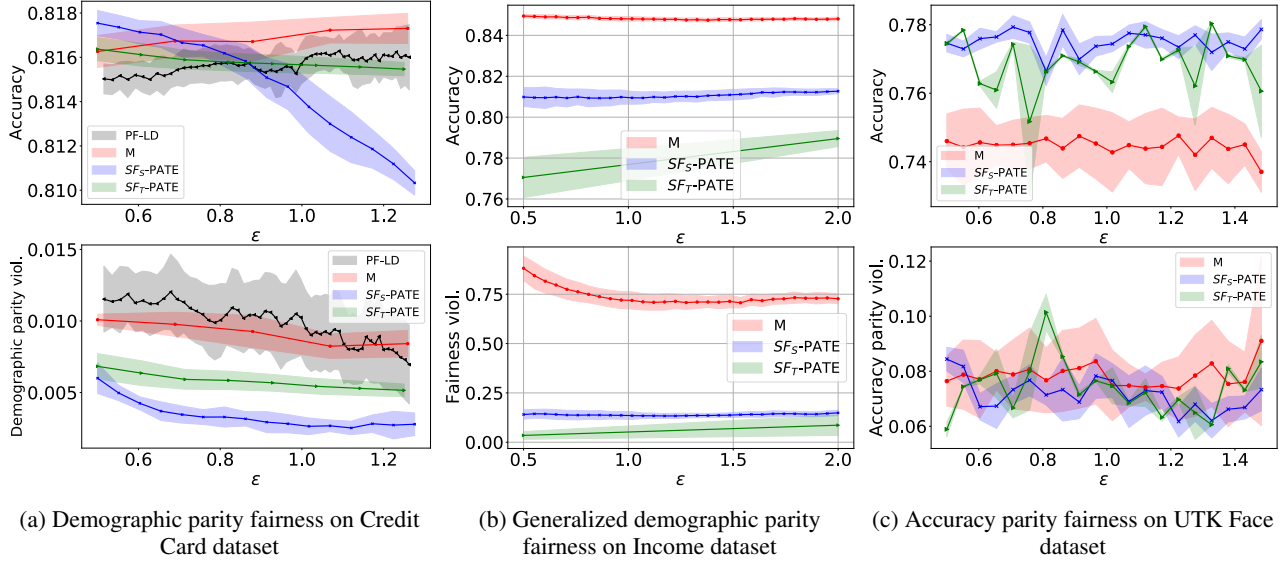 0.818
0.816
0.814
0.812
0.810
Accuracy
PF-LD
M
SF_S-PATE
SF_T-PATE
0.6 0.8 1.0 1.2
ε
0.84
0.82
0.80
0.78
0.76
Accuracy
M
SF_S-PATE
SF_T-PATE
0.5 1.0 1.5 2.0
ε
0.78
0.76
0.74
Accuracy
M
SF_S-PATE
SF_T-PATE
0.6 0.8 1.0 1.2 1.4
ε
0.015
0.010
0.005
Demographic parity viol.
PF-LD
M
SF_S-PATE
SF_T-PATE
0.6 0.8 1.0 1.2
ε
0.75
0.50
0.25
0.00
Fairness viol.
M
SF_S-PATE
SF_T-PATE
0.5 1.0 1.5 2.0
ε
0.12
0.10
0.08
0.06
Accuracy parity viol.
M
SF_S-PATE
SF_T-PATE
0.6 0.8 1.0 1.2 1.4
ε
(a) Demographic parity fairness on Credit
Card dataset
(b) Generalized demographic parity
fairness on Income dataset
(c) Accuracy parity fairness on UTK Face
dataset